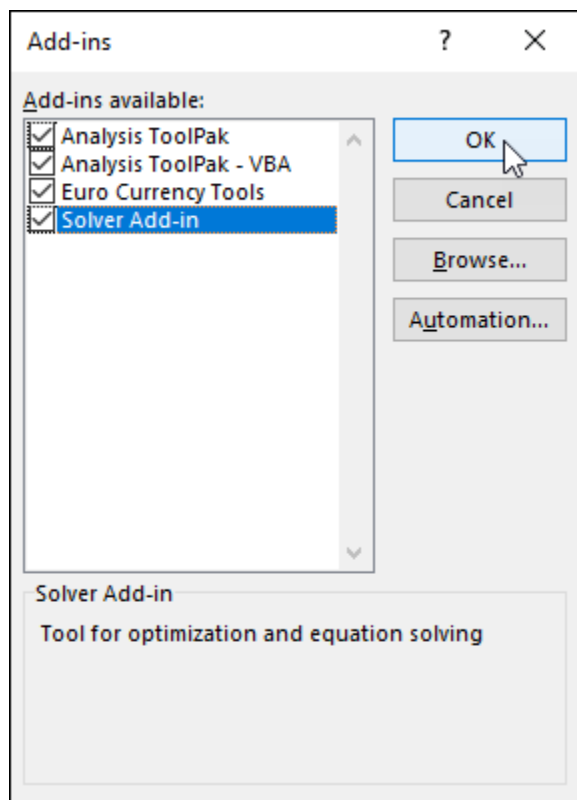 Add-ins
?
Add-ins available:
Analysis ToolPak
Analysis ToolPak - VBA
Euro Currency Tools
Solver Add-in
OK
Cancel
Browse...
Automation...
Solver Add-in
Tool for optimization and equation solving